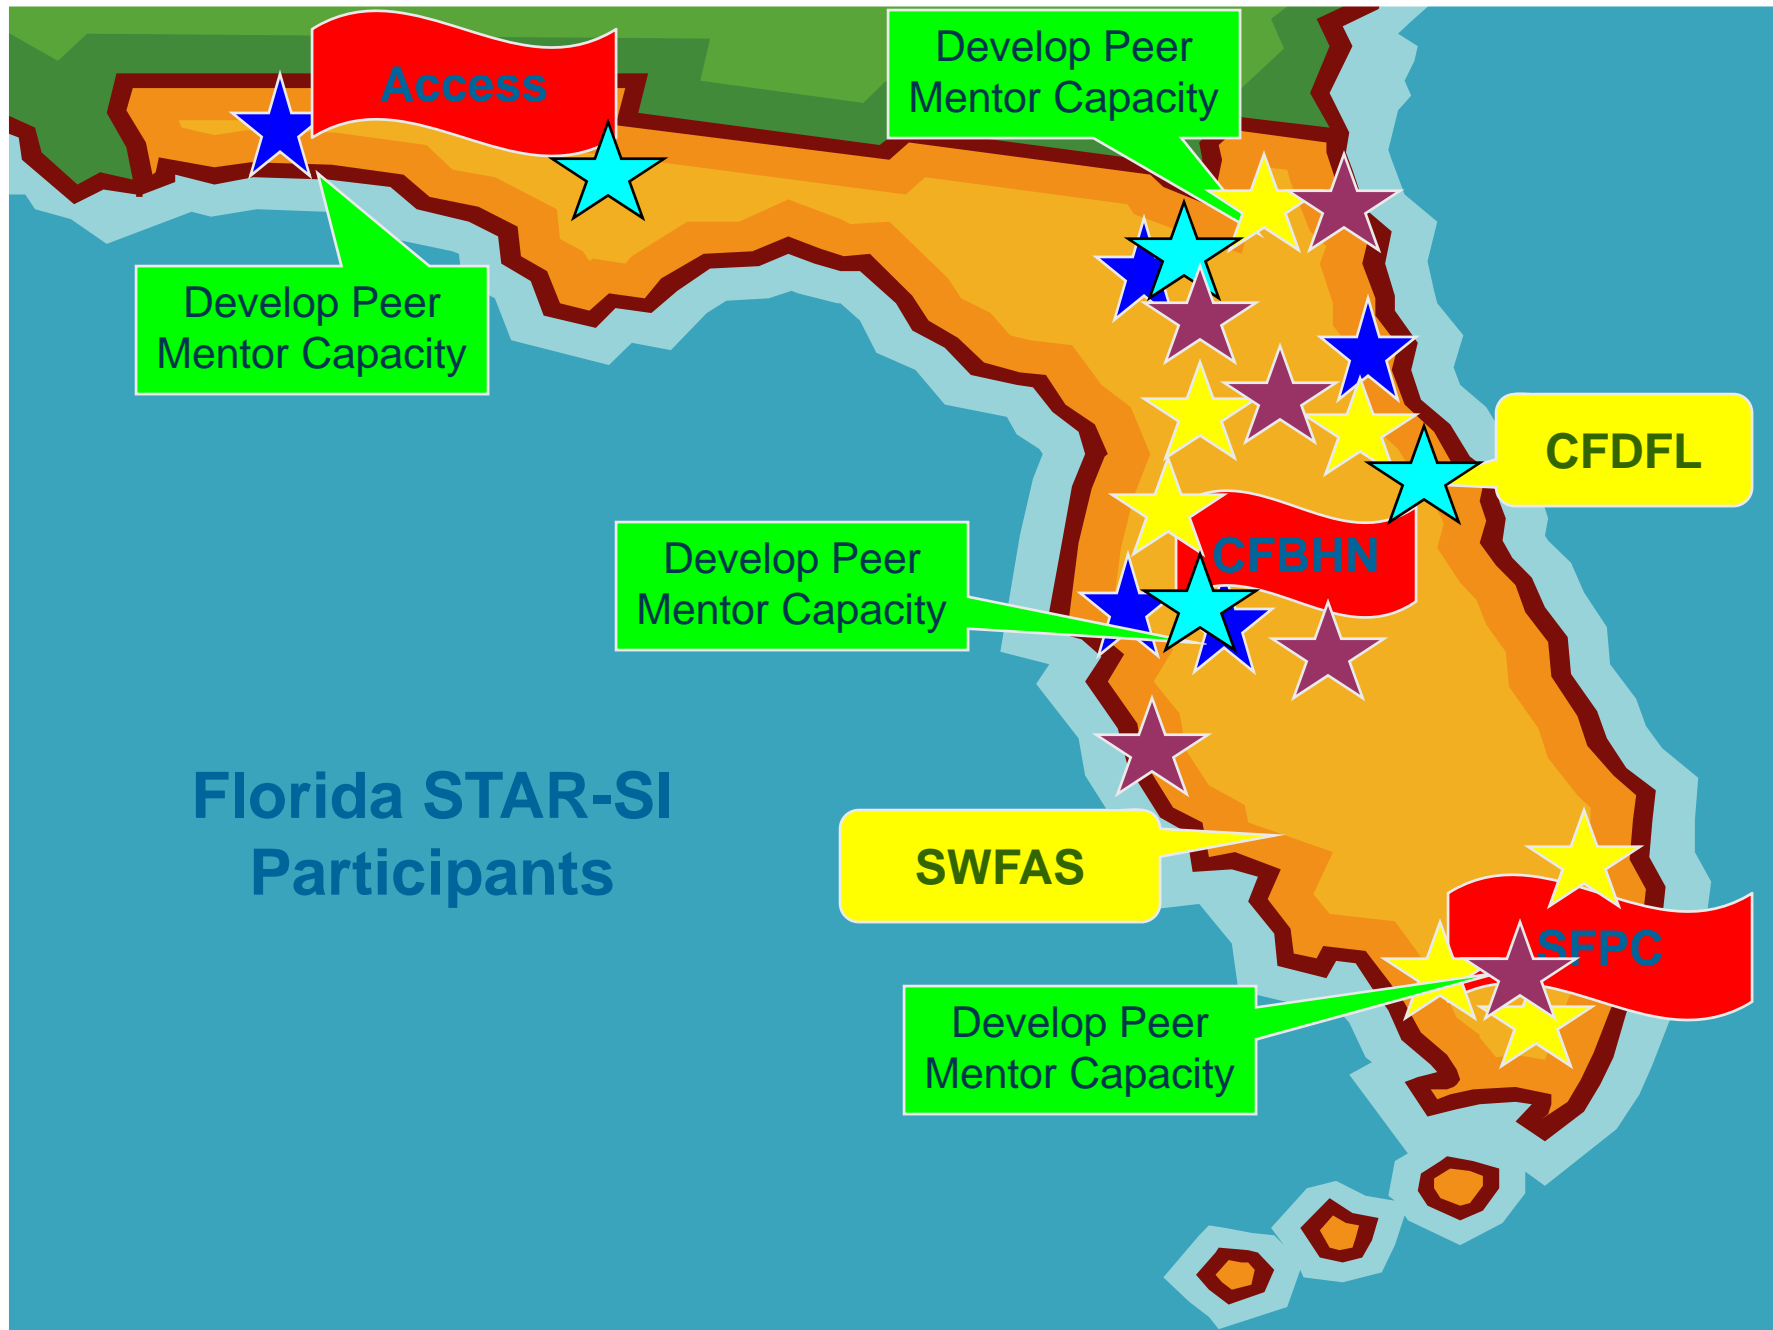 Access
Develop Peer
Mentor Capacity
Develop Peer
Mentor Capacity
CFDFL
CFBHN
Develop Peer
Mentor Capacity
Florida STAR-SI
Participants
SWFAS
SFPC
Develop Peer
Mentor Capacity